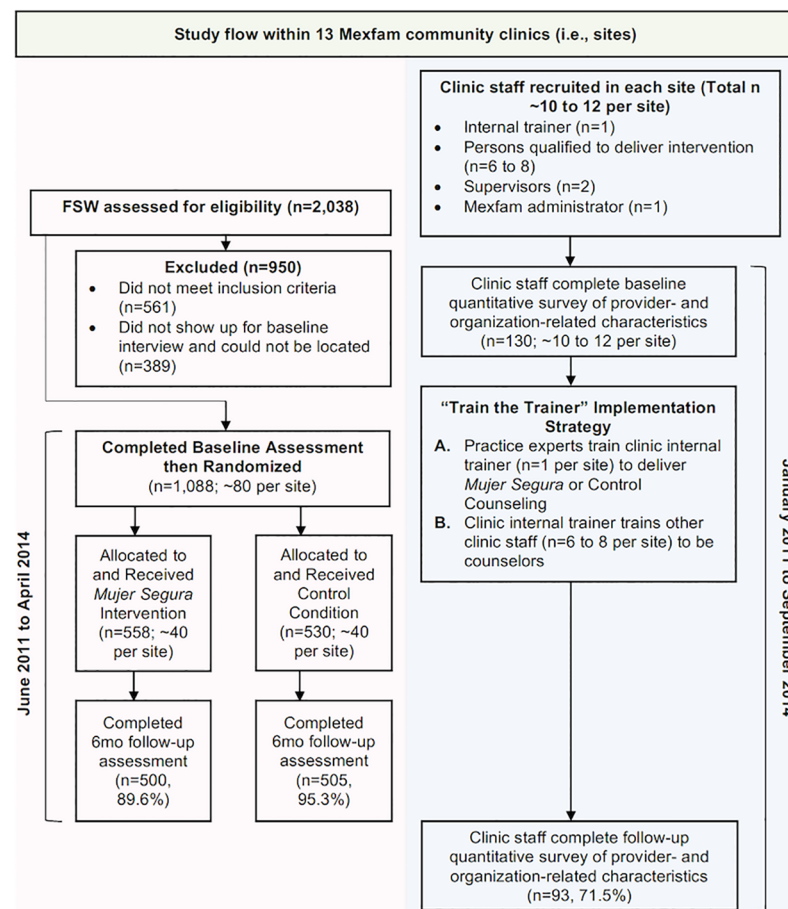 Study flow within 13 Mexfam community clinics (i.e., sites)
FSW assessed for eligibility (n=2,038)
Excluded (n=950)
• Did not meet inclusion criteria
(n=561)
• Did not show up for baseline
interview and could not be located
(n=389)
Completed Baseline Assessment
then Randomized
(n=1,088; ~80 per site)
Allocated to
and Received
Mujer Segura
Intervention
(n=558; ~40
per site)
Allocated to
and Received
Control
Condition
(n=530; ~40
per site)
Completed
6mo follow-up
assessment
(n=500,
89.6%)
Completed
6mo follow-up
assessment
(n=505,
95.3%)
June 2011 to April 2014
Clinic staff recruited in each site (Total n
~10 to 12 per site)
• Internal trainer (n=1)
• Persons qualified to deliver intervention
(n=6 to 8)
• Supervisors (n=2)
• Mexfam administrator (n=1)
Clinic staff complete baseline
quantitative survey of provider- and
organization-related characteristics
(n=130; ~10 to 12 per site)
“Train the Trainer” Implementation
Strategy
A. Practice experts train clinic internal
trainer (n=1 per site) to deliver
Mujer Segura or Control
Counseling
B. Clinic internal trainer trains other
clinic staff (n=6 to 8 per site) to be
counselors
Clinic staff complete follow-up
quantitative survey of provider- and
organization-related characteristics
(n=93, 71.5%)
January 2011 to September 2014